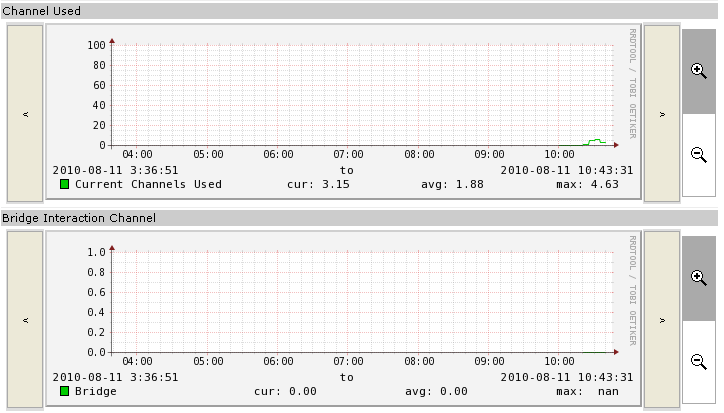 Channel Used
100
80
60
40
20
0
04:00 05:00 06:00 07:00 08:00 09:00 10:00
2010-08-11 3:36:51 to 2010-08-11 10:43:31
Current Channels Used cur: 3.15 avg: 1.88 max: 4.63
RRDTOOL / TOBI OETIKER
«
»
Bridge Interaction Channel
1.0
0.8
0.6
0.4
0.2
0.0
04:00 05:00 06:00 07:00 08:00 09:00 10:00
2010-08-11 3:36:51 to 2010-08-11 10:43:31
Bridge cur: 0.00 avg: 0.00 max: nan
RRDTOOL / TOBI OETIKER
«
»